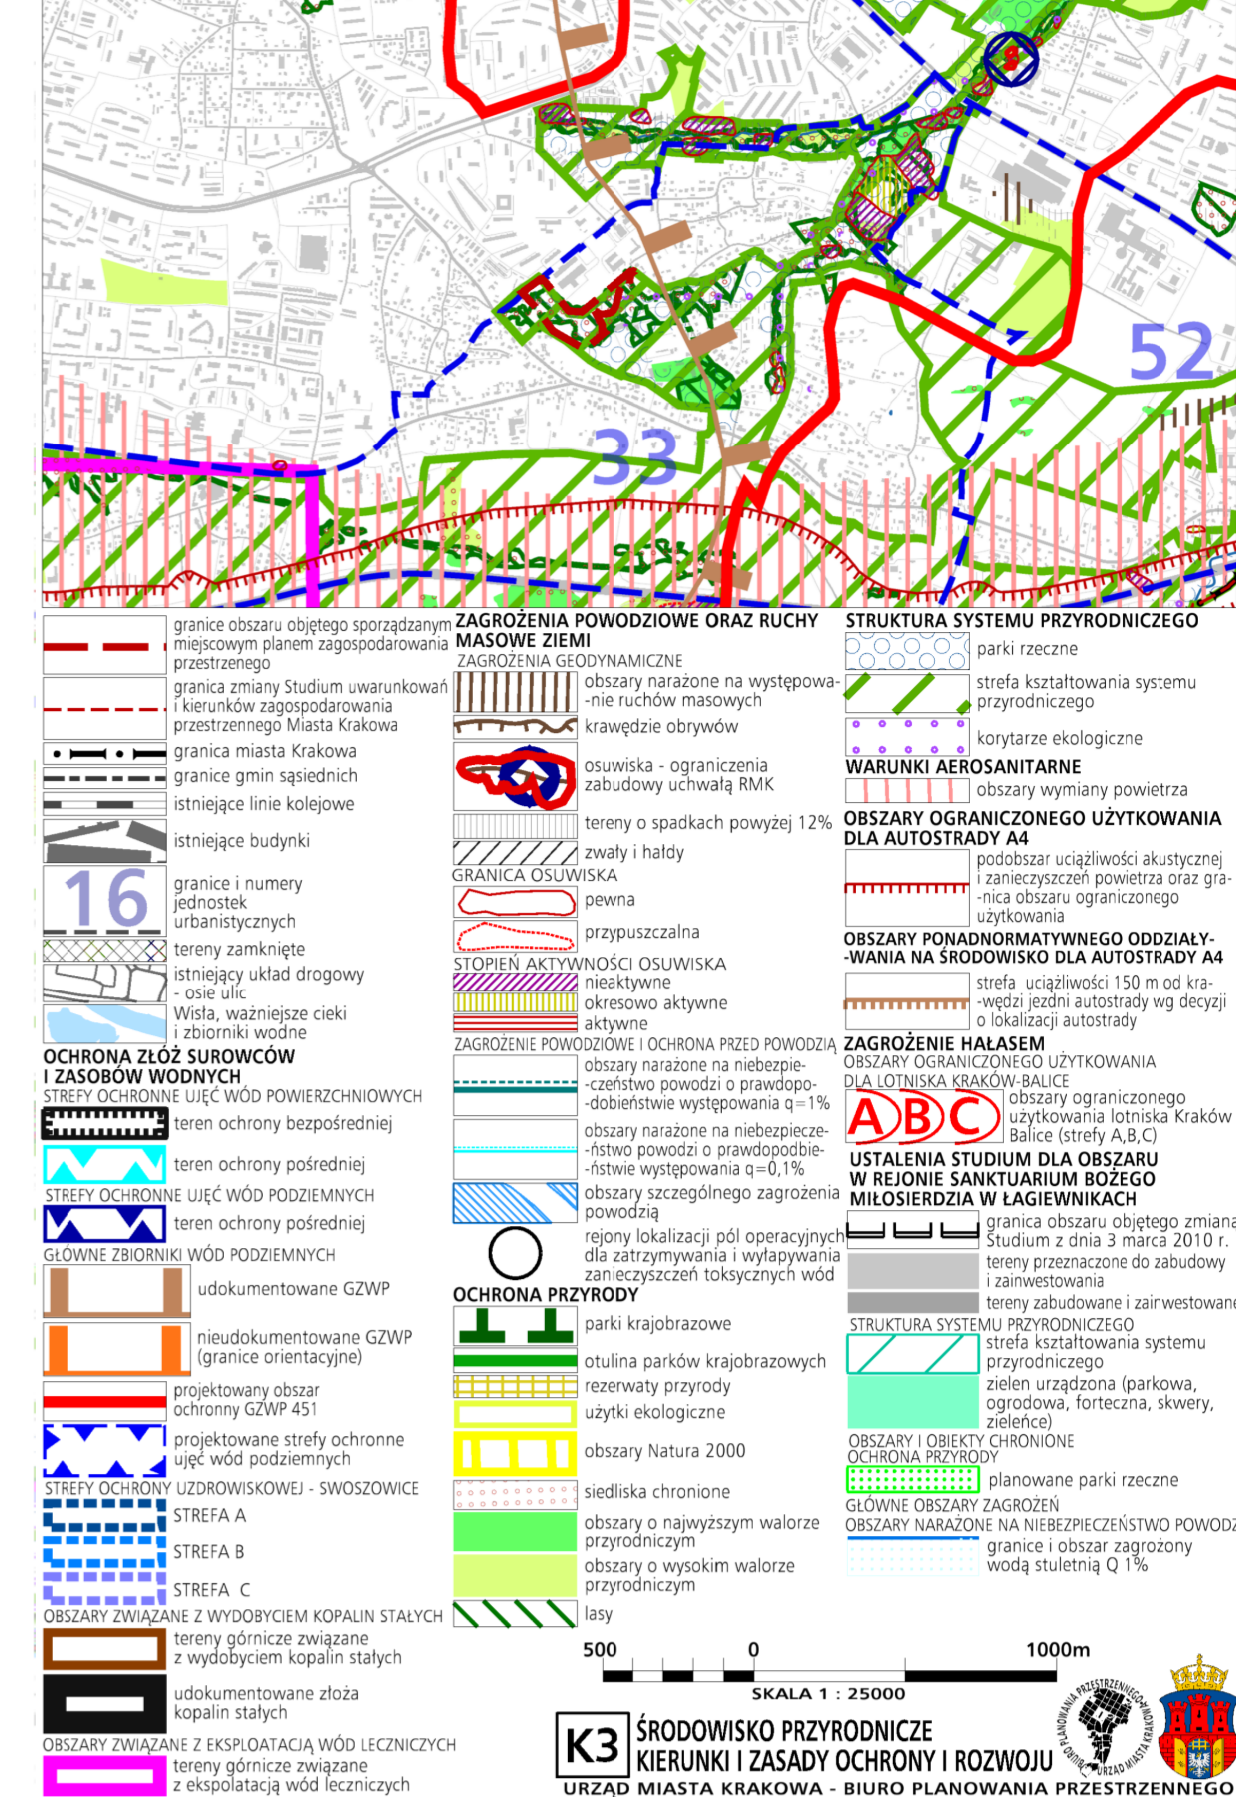 52
33
granice obszaru objętego sporządzanym
miejscowym planem zagospodarowania
przestrzenego
granica zmiany Studium uwarunkowań
i kierunków zagospodarowania
przestrzennego Miasta Krakowa
granica miasta Krakowa
granice gmin sąsiednich
istniejące linie kolejowe
istniejące budynki
16
granice i numery
jednostek
urbanistycznych
tereny zamknięte
istniejący układ drogowy
- osie ulic
Wisła, ważniejsze cieki
i zbiorniki wodne
OCHRONA ZŁÓŻ SUROWCÓW
I ZASOBÓW WODNYCH
STREFY OCHRONNE UJĘĆ WÓD POWIERZCHNIOWYCH
teren ochrony bezpośredniej
teren ochrony pośredniej
STREFY OCHRONNE UJĘĆ WÓD PODZIEMNYCH
teren ochrony pośredniej
GŁÓWNE ZBIORNIKI WÓD PODZIEMNYCH
udokumentowane GZWP
nieudokumentowane GZWP
(granice orientacyjne)
projektowany obszar
ochronny GZWP 451
projektowane strefy ochronne
ujęć wód podziemnych
STREFY OCHRONY UZDROWISKOWEJ - SWOSZOWICE
STREFA A
STREFA B
STREFA C
OBSZARY ZWIĄZANE Z WYDOBYCIEM KOPALIN STAŁYCH
tereny górnicze związane
z wydobyciem kopalin stałych
udokumentowane złoża
kopalin stałych
OBSZARY ZWIĄZANE Z EKSPLOATACJĄ WÓD LECZNICZYCH
tereny górnicze związane
z ekspolatacją wód leczniczych
ZAGROŻENIA POWODZIOWE ORAZ RUCHY
MASOWE ZIEMI
ZAGROŻENIA GEODYNAMICZNE
obszary narażone na występowa-
-nie ruchów masowych
krawędzie obrywów
osuwiska - ograniczenia
zabudowy uchwałą RMK
tereny o spadkach powyżej 12%
zwały i hałdy
GRANICA OSUWISKA
pewna
przypuszczalna
STOPIEŃ AKTYWNOŚCI OSUWISKA
nieaktywne
okresowo aktywne
aktywne
ZAGROŻENIE POWODZIOWE I OCHRONA PRZED POWODZIĄ
obszary narażone na niebezpie-
-czeństwo powodzi o prawdopo-
-dobieństwie występowania q=1%
obszary narażone na niebezpiecze-
-ństwo powodzi o prawdopodbie-
-ństwie występowania q=0,1%
obszary szczególnego zagrożenia
powodzią
rejony lokalizacji pól operacyjnych
dla zatrzymywania i wyłapywania
zanieczyszczeń toksycznych wód
OCHRONA PRZYRODY
parki krajobrazowe
otulina parków krajobrazowych
rezerwaty przyrody
użytki ekologiczne
obszary Natura 2000
siedliska chronione
obszary o najwyższym walorze
przyrodniczym
obszary o wysokim walorze
przyrodniczym
lasy
STRUKTURA SYSTEMU PRZYRODNICZEGO
parki rzeczne
strefa kształtowania systemu
przyrodniczego
korytarze ekologiczne
WARUNKI AEROSANITARNE
obszary wymiany powietrza
OBSZARY OGRANICZONEGO UŻYTKOWANIA
DLA AUTOSTRADY A4
podobszar uciążliwości akustycznej
i zanieczyszczeń powietrza oraz gra-
-nica obszaru ograniczonego
użytkowania
OBSZARY PONADNORMATYWNEGO ODDZIAŁY-
-WANIA NA ŚRODOWISKO DLA AUTOSTRADY A4
strefa uciążliwości 150 m od kra-
-wędzi jezdni autostrady wg decyzji
o lokalizacji autostrady
ZAGROŻENIE HAŁASEM
OBSZARY OGRANICZONEGO UŻYTKOWANIA
DLA LOTNISKA KRAKÓW-BALICE
A B C
obszary ograniczonego
użytkowania lotniska Kraków
Balice (strefy A,B,C)
USTALENIA STUDIUM DLA OBSZARU
W REJONIE SANKTUARIUM BOŻEGO
MIŁOSIERDZIA W ŁAGIEWNIKACH
granica obszaru objętego zmianą
Studium z dnia 3 marca 2010 r.
tereny przeznaczone do zabudowy
i zainwestowania
tereny zabudowane i zainwestowane
STRUKTURA SYSTEMU PRZYRODNICZEGO
strefa kształtowania systemu
przyrodniczego
zielen urządzona (parkowa,
ogrodowa, forteczna, skwery,
zieleńce)
OBSZARY I OBIEKTY CHRONIONE
OCHRONA PRZYRODY
planowane parki rzeczne
GŁÓWNE OBSZARY ZAGROŻEŃ
OBSZARY NARAŻONE NA NIEBEZPIECZEŃSTWO POWODZ
granice i obszar zagrożony
wodą stuletnią Q 1%
500 0 1000m
SKALA 1 : 25000
K3
ŚRODOWISKO PRZYRODNICZE
KIERUNKI I ZASADY OCHRONY I ROZWOJU
BIURO PLANOWANIA PRZESTRZENNEGO
URZĄD MIASTA KRAKOWA
URZĄD MIASTA KRAKOWA - BIURO PLANOWANIA PRZESTRZENNEGO